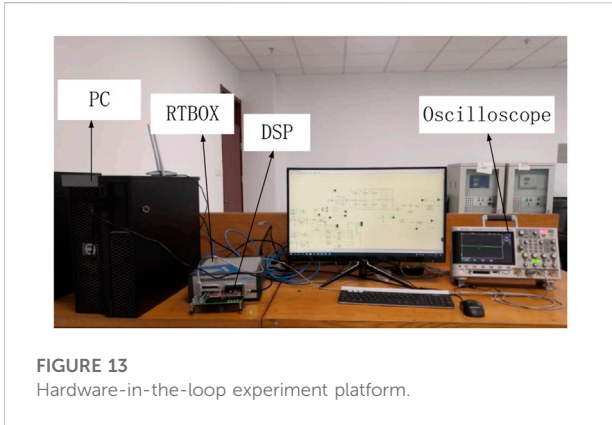 PC
RTBOX
DSP
Oscilloscope
FIGURE 13
Hardware-in-the-loop experiment platform.